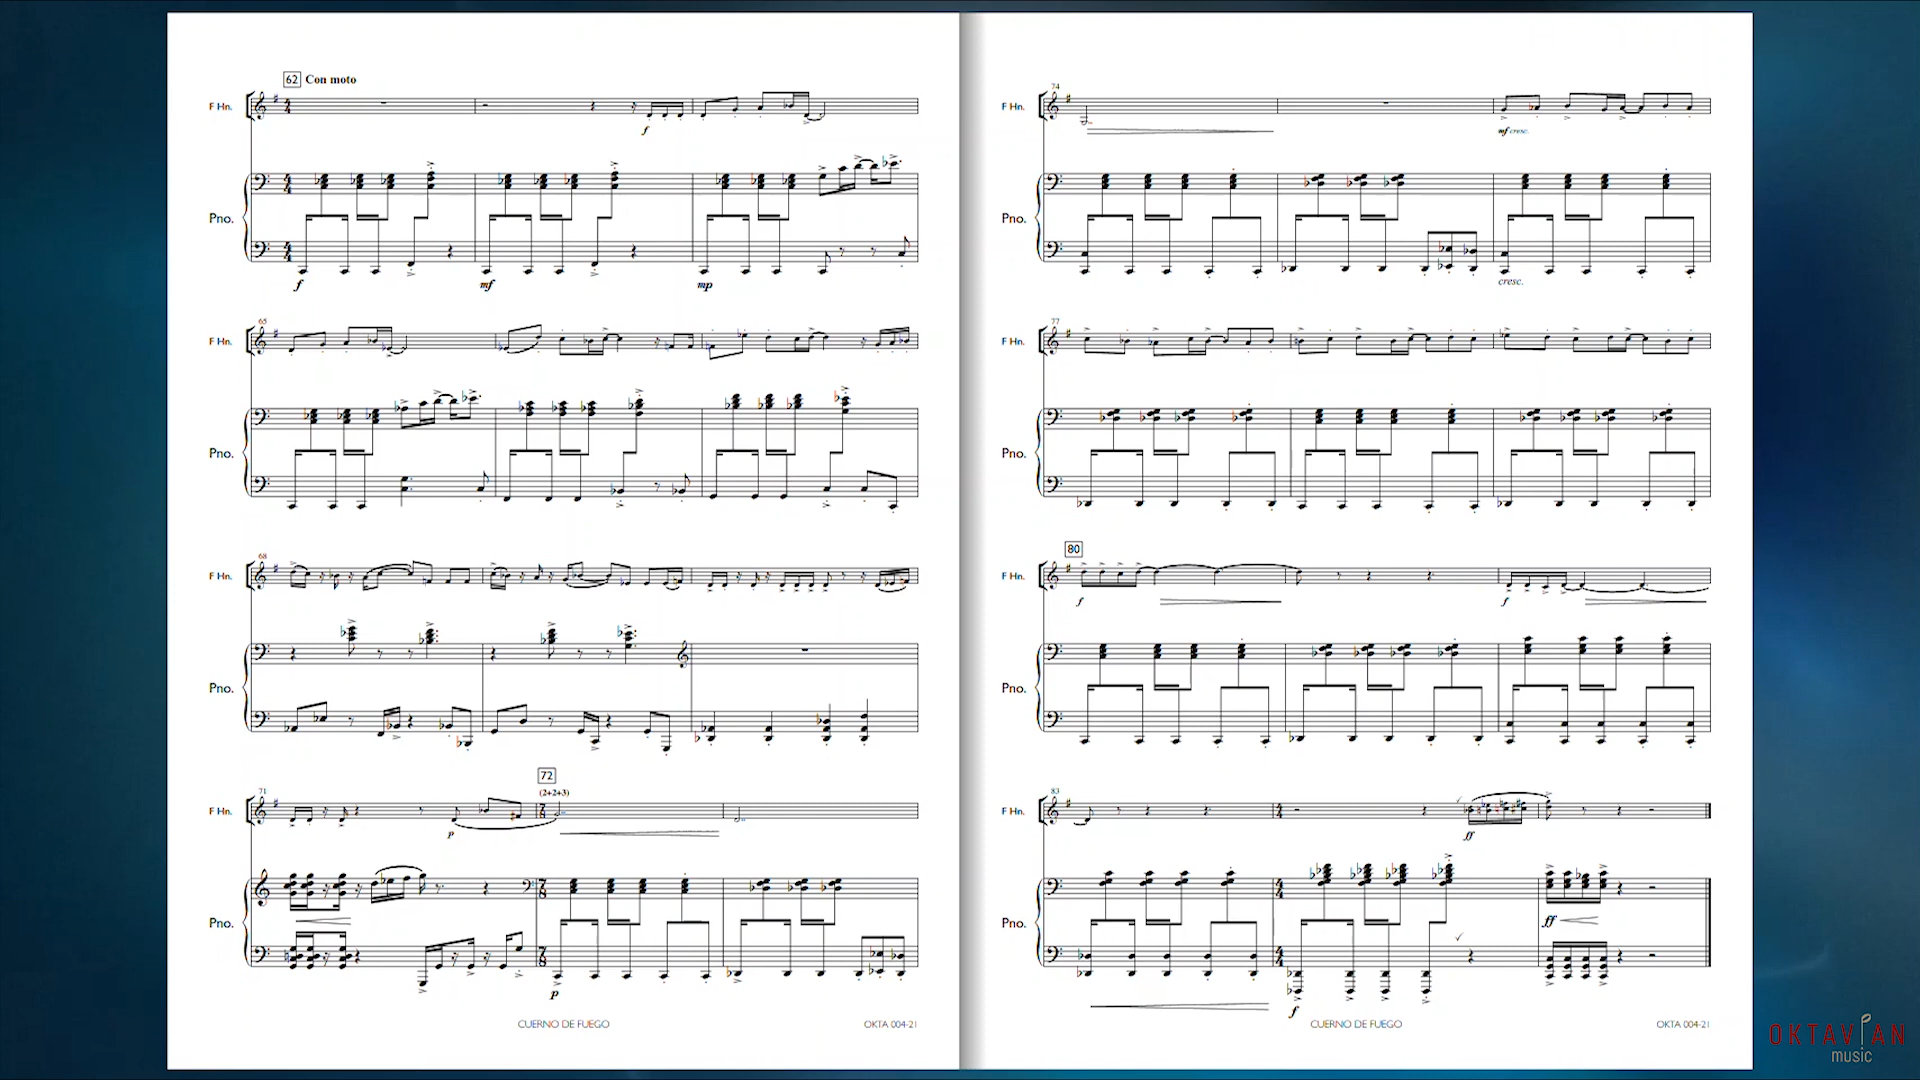 62 Con moto
F Hn.
f
Pno.
f mf mp
65
F Hn.
Pno.
68
F Hn.
Pno.
71
72
(2+2+3)
F Hn.
p
Pno.
p
CUERNO DE FUEGO OKTA 004-21
74
F Hn.
mf cresc.
Pno.
cresc.
77
F Hn.
Pno.
80
F Hn.
f f
Pno.
83
F Hn.
ff
Pno.
ff
f
CUERNO DE FUEGO OKTA 004-21
OKTAVIAN
music